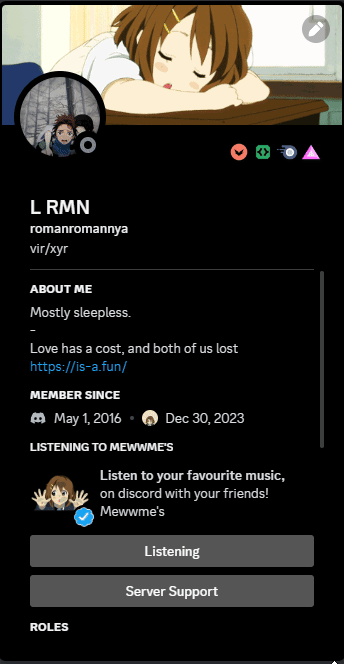 L RMN
romanromannya
vir/xyr
ABOUT ME
Mostly sleepless.
-
Love has a cost, and both of us lost
https://is-a.fun/
MEMBER SINCE
May 1, 2016 • Dec 30, 2023
LISTENING TO MEWWME'S
Listen to your favourite music,
on discord with your friends!
Mewwme's
Listening
Server Support
ROLES